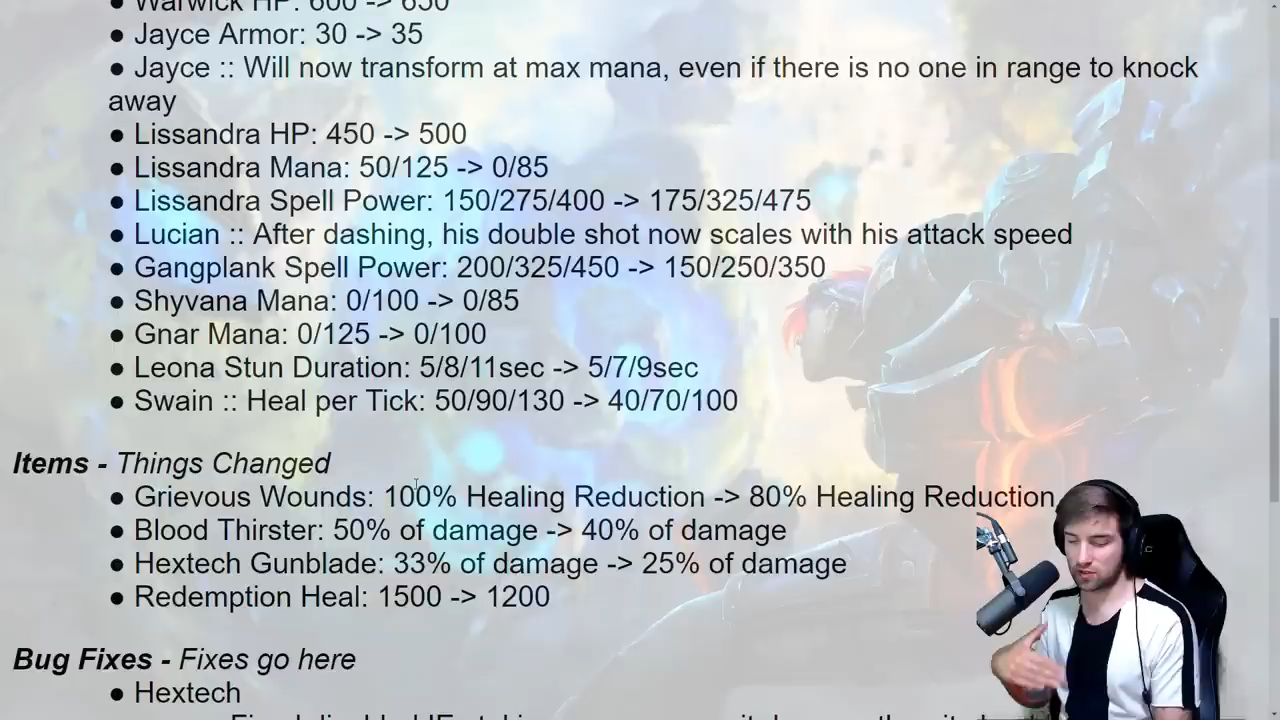 Warwick HP: 600 -> 650
● Jayce Armor: 30 -> 35
● Jayce :: Will now transform at max mana, even if there is no one in range to knock
away
● Lissandra HP: 450 -> 500
● Lissandra Mana: 50/125 -> 0/85
● Lissandra Spell Power: 150/275/400 -> 175/325/475
● Lucian :: After dashing, his double shot now scales with his attack speed
● Gangplank Spell Power: 200/325/450 -> 150/250/350
● Shyvana Mana: 0/100 -> 0/85
● Gnar Mana: 0/125 -> 0/100
● Leona Stun Duration: 5/8/11sec -> 5/7/9sec
● Swain :: Heal per Tick: 50/90/130 -> 40/70/100
Items - Things Changed
● Grievous Wounds: 100% Healing Reduction -> 80% Healing Reduction
● Blood Thirster: 50% of damage -> 40% of damage
● Hextech Gunblade: 33% of damage -> 25% of damage
● Redemption Heal: 1500 -> 1200
Bug Fixes - Fixes go here
● Hextech